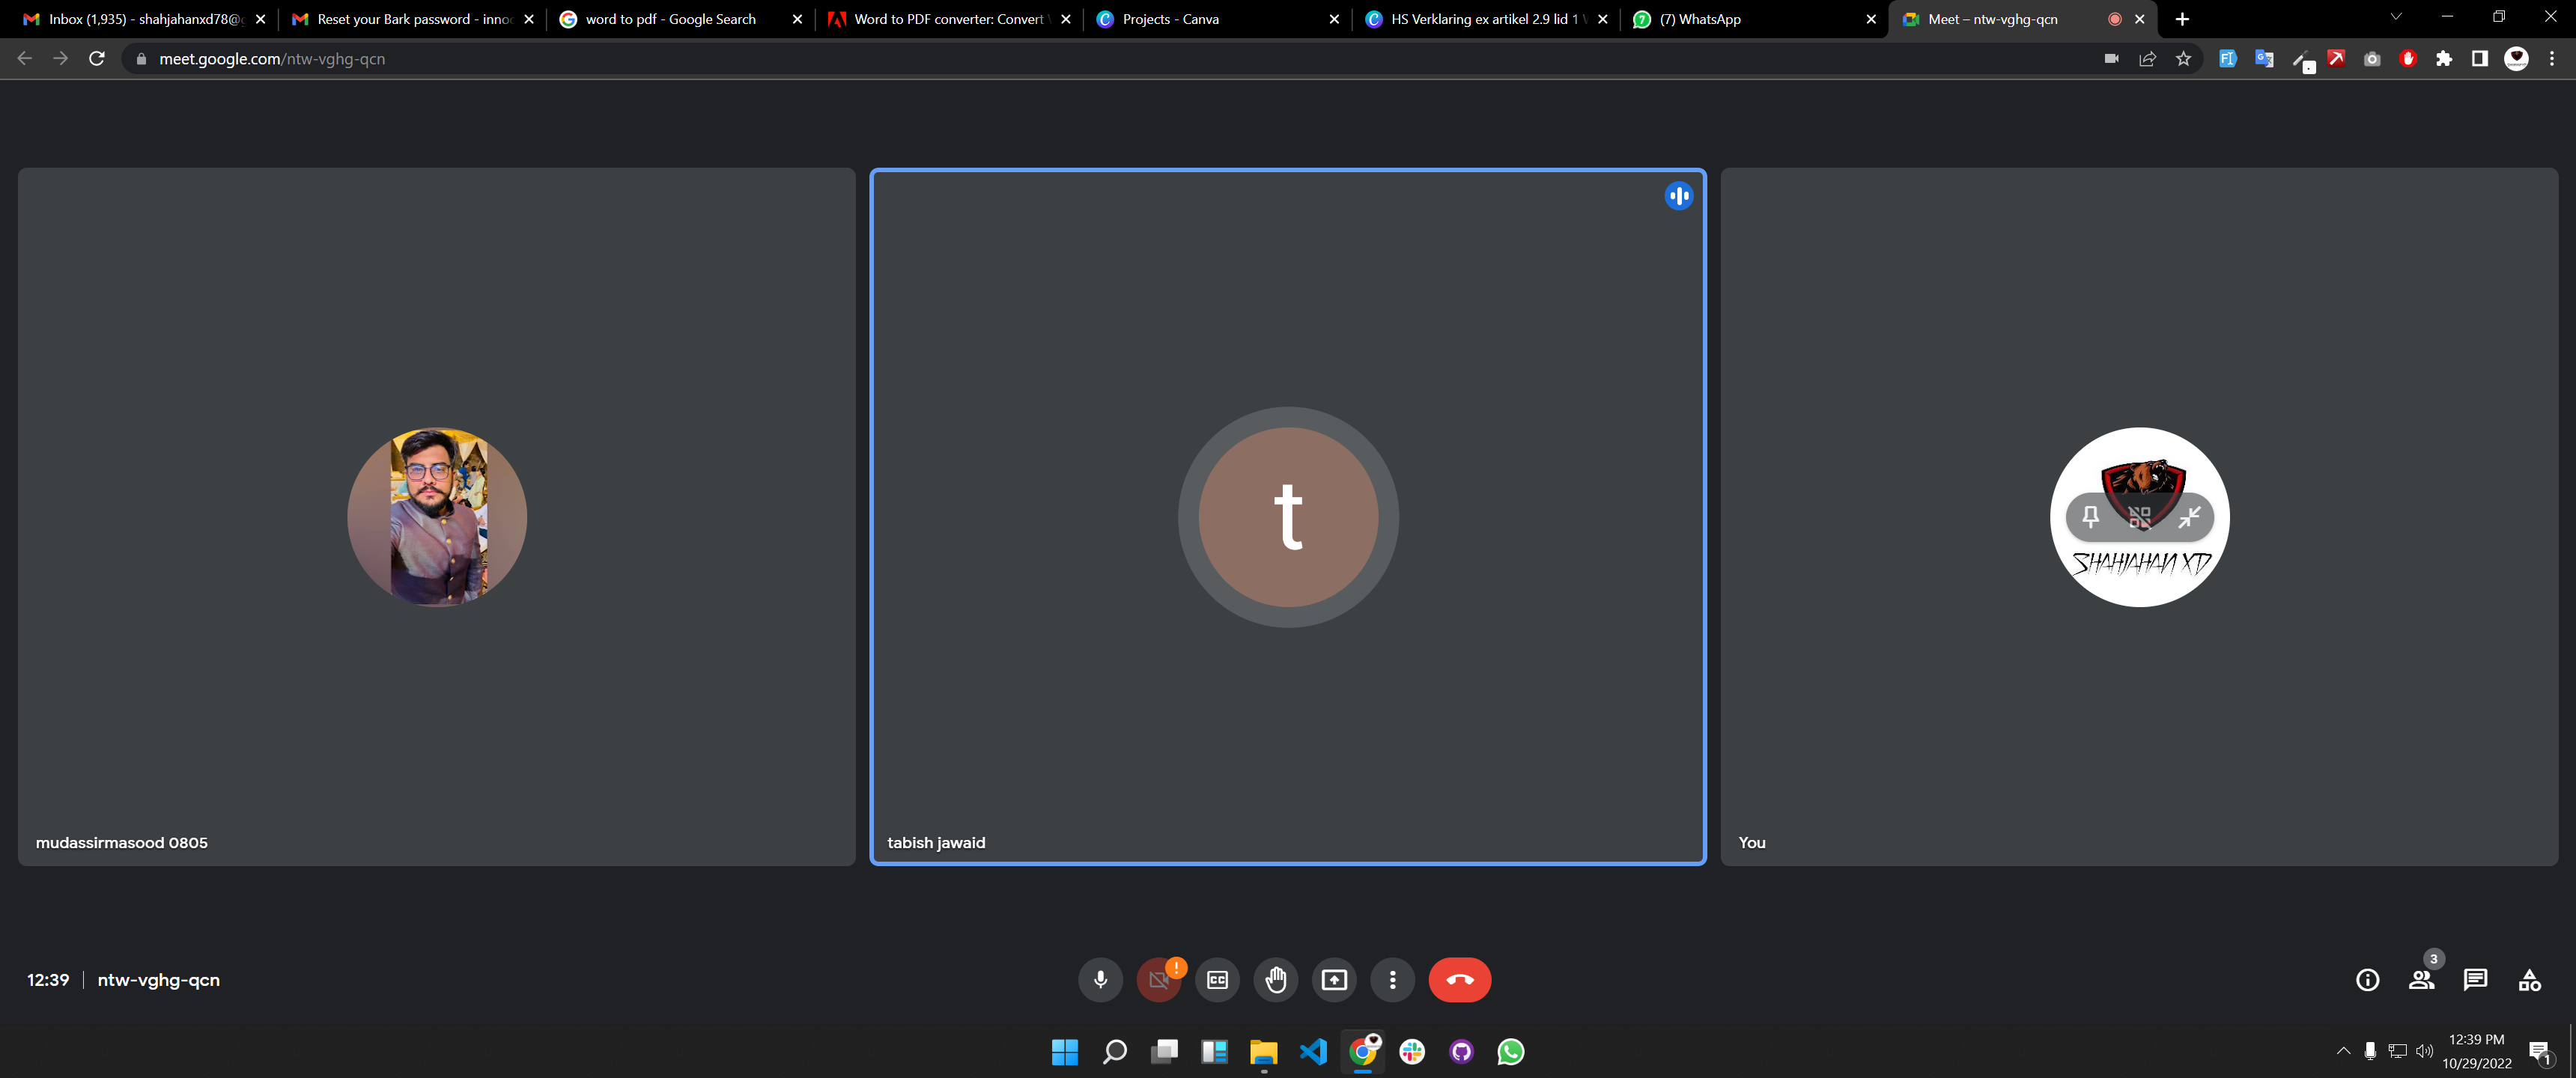 Inbox (1,935) - shahjahanxd78@g
Reset your Bark password - innoc
word to pdf - Google Search
Word to PDF converter: Convert
Projects - Canva
HS Verklaring ex artikel 2.9 lid 1
(7) WhatsApp
Meet – ntw-vghg-qcn
meet.google.com/ntw-vghg-qcn
t
SHAHJAHAN XD
mudassirmasood 0805
tabish jawaid
You
12:39 | ntw-vghg-qcn
CC
3
12:39 PM
10/29/2022
1